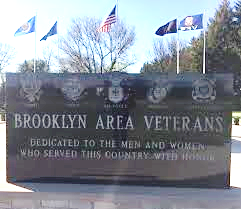 BROOKLYN AREA VETERANS
DEDICATED TO THE MEN AND WOMEN
WHO SERVED THIS COUNTRY WITH HONOR